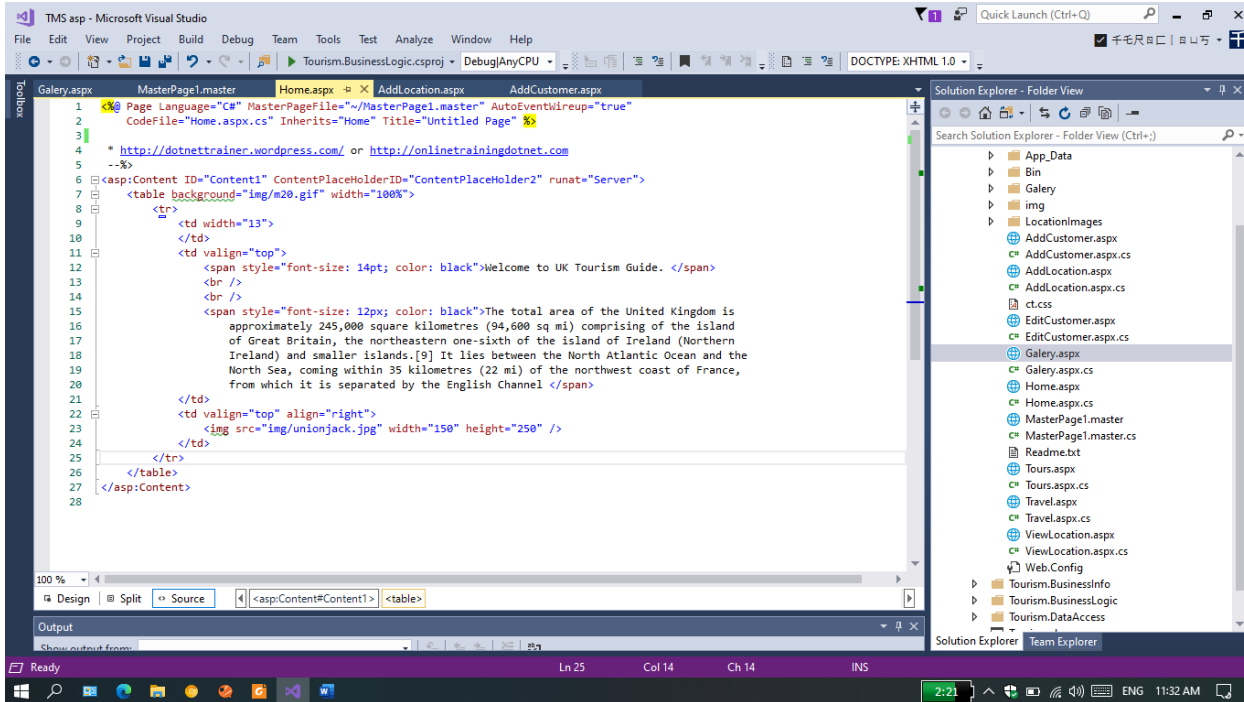 TMS asp - Microsoft Visual Studio
1
Quick Launch (Ctrl+Q)
File Edit View Project Build Debug Team Tools Test Analyze Window Help
Tourism.BusinessLogic.csproj Debug|AnyCPU DOCTYPE: XHTML 1.0
Toolbox
Galery.aspx MasterPage1.master Home.aspx AddLocation.aspx AddCustomer.aspx
1 <%@ Page Language="C#" MasterPageFile="~/MasterPage1.master" AutoEventWireup="true"
2 CodeFile="Home.aspx.cs" Inherits="Home" Title="Untitled Page" %>
3
4 * http://dotnettrainer.wordpress.com/ or http://onlinetrainingdotnet.com
5 --%>
6 <asp:Content ID="Content1" ContentPlaceHolderID="ContentPlaceHolder2" runat="Server">
7 <table background="img/m20.gif" width="100%">
8 <tr>
9 <td width="13">
10 </td>
11 <td valign="top">
12 <span style="font-size: 14pt; color: black">Welcome to UK Tourism Guide. </span>
13 <br />
14 <br />
15 <span style="font-size: 12px; color: black">The total area of the United Kingdom is
16 approximately 245,000 square kilometres (94,600 sq mi) comprising of the island
17 of Great Britain, the northeastern one-sixth of the island of Ireland (Northern
18 Ireland) and smaller islands.[9] It lies between the North Atlantic Ocean and the
19 North Sea, coming within 35 kilometres (22 mi) of the northwest coast of France,
20 from which it is separated by the English Channel </span>
21 </td>
22 <td valign="top" align="right">
23 <img src="img/unionjack.jpg" width="150" height="250" />
24 </td>
25 </tr>
26 </table>
27 </asp:Content>
28
100 %
Design Split Source <asp:Content#Content1> <table>
Output
Show output from:
Solution Explorer - Folder View
Search Solution Explorer - Folder View (Ctrl+;)
App_Data
Bin
Galery
img
LocationImages
AddCustomer.aspx
C# AddCustomer.aspx.cs
AddLocation.aspx
C# AddLocation.aspx.cs
ct.css
EditCustomer.aspx
C# EditCustomer.aspx.cs
Galery.aspx
C# Galery.aspx.cs
Home.aspx
C# Home.aspx.cs
MasterPage1.master
C# MasterPage1.master.cs
Readme.txt
Tours.aspx
C# Tours.aspx.cs
Travel.aspx
C# Travel.aspx.cs
ViewLocation.aspx
C# ViewLocation.aspx.cs
Web.Config
Tourism.BusinessInfo
Tourism.BusinessLogic
Tourism.DataAccess
Solution Explorer Team Explorer
Ready Ln 25 Col 14 Ch 14 INS
2:21 ENG 11:32 AM